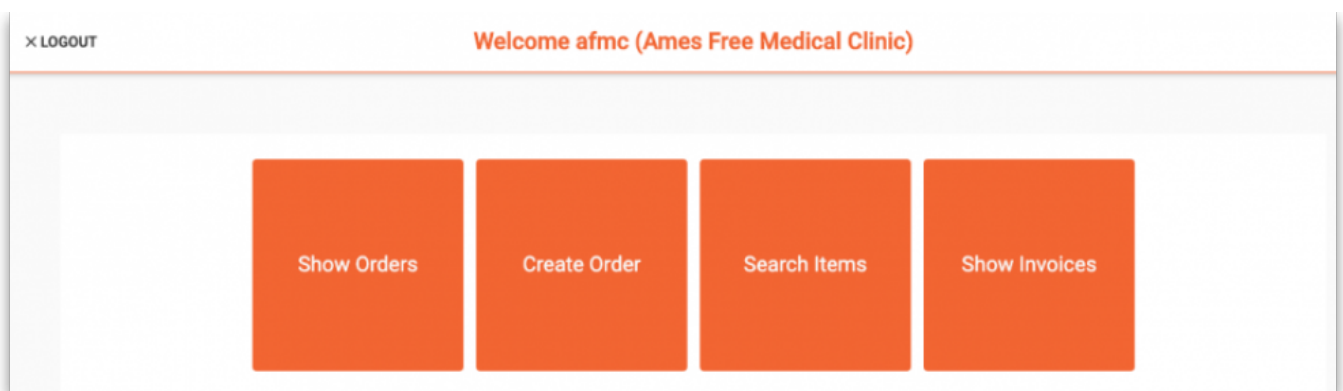 × LOGOUT
Welcome afmc (Ames Free Medical Clinic)
Show Orders
Create Order
Search Items
Show Invoices